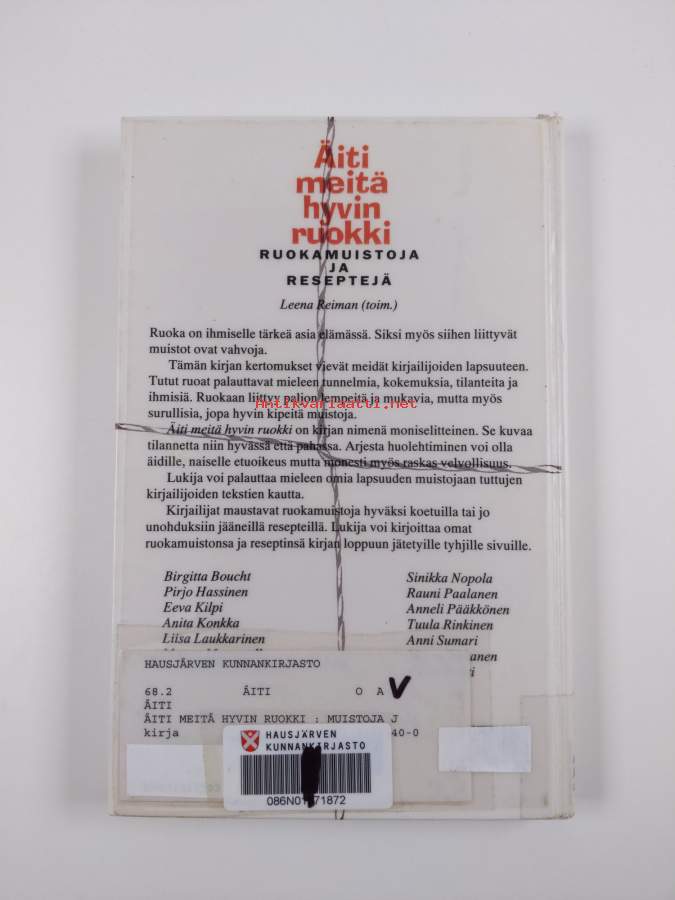 Äiti
meitä
hyvin
ruokki
RUOKAMUISTOJA
JA
RESEPTEJÄ
Leena Reiman (toim.)
Ruoka on ihmiselle tärkeä asia elämässä. Siksi myös siihen liittyvät
muistot ovat vahvoja.
Tämän kirjan kertomukset vievät meidät kirjailijoiden lapsuuteen.
Tutut ruoat palauttavat mieleen tunnelmia, kokemuksia, tilanteita ja
ihmisiä. Ruokaan liittyy paljon lempeitä ja mukavia, mutta myös
Antikvariaatti.net
surullisia, jopa hyvin kipeitä muistoja.
Äiti meitä hyvin ruokki on kirjan nimenä moniselitteinen. Se kuvaa
tilannetta niin hyvässä että pahassa. Arjesta huolehtiminen voi olla
äidille, naiselle etuoikeus mutta monesti myös raskas velvollisuus.
Lukija voi palauttaa mieleen omia lapsuuden muistojaan tuttujen
kirjailijoiden tekstien kautta.
Kirjailijat maustavat ruokamuistoja hyväksi koetuilla tai jo
unohduksiin jääneillä resepteillä. Lukija voi kirjoittaa omat
ruokamuistonsa ja reseptinsä kirjan loppuun jätetyille tyhjille sivuille.
Birgitta Boucht
Pirjo Hassinen
Eeva Kilpi
Anita Konkka
Liisa Laukkarinen
Sinikka Nopola
Rauni Paalanen
Anneli Pääkkönen
Tuula Rinkinen
Anni Sumari
HAUSJÄRVEN KUNNANKIRJASTO
68.2 ÄITI O A V
ÄITI
ÄITI MEITÄ HYVIN RUOKKI : MUISTOJA J
kirja 40-0
HAUSJÄRVEN
KUNNANKIRJASTO
086N01 71872